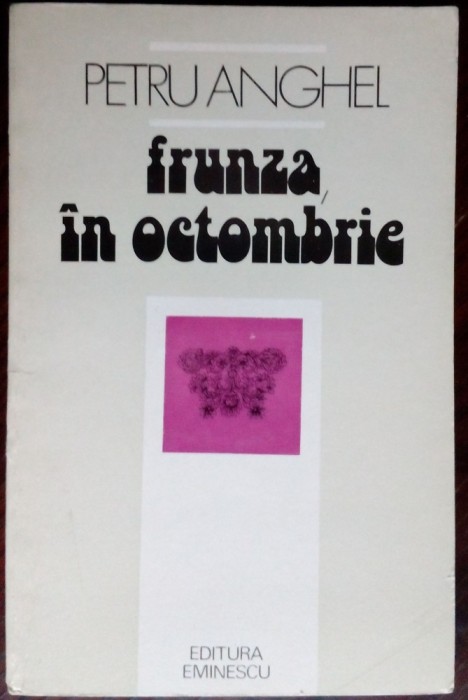 PETRU ANGHEL
frunza
în octombrie
EDITURA
EMINESCU